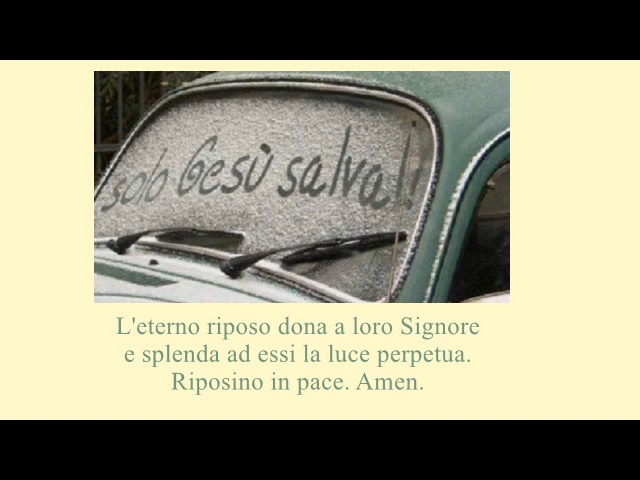 solo Gesù salva!!
L'eterno riposo dona a loro Signore
e splenda ad essi la luce perpetua.
Riposino in pace. Amen.